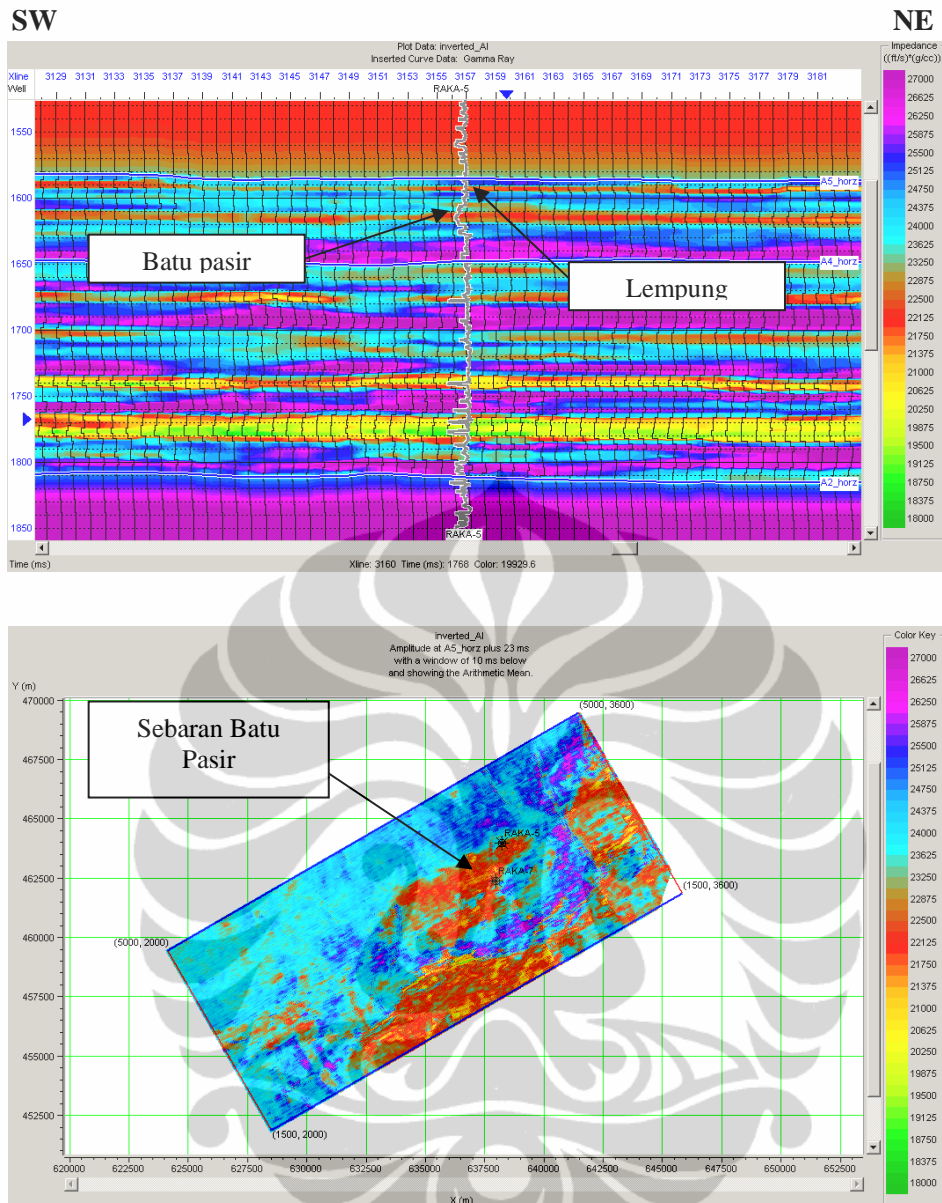 SW NE
Plot Data: inverted_AI
Inserted Curve Data: Gamma Ray
Impedance
((ft/s)*(g/cc))
Xline 3129 3131 3133 3135 3137 3139 3141 3143 3145 3147 3149 3151 3153 3155 3157 3159 3161 3163 3165 3167 3169 3171 3173 3175 3177 3179 3181
Well RAKA-5
1550
1600
1650
1700
1750
1800
1850
A5_horz
A4_horz
A2_horz
Batu pasir
Lempung
RAKA-5
27000
26625
26250
25875
25500
25125
24750
24375
24000
23625
23250
22875
22500
22125
21750
21375
21000
20625
20250
19875
19500
19125
18750
18375
18000
Time (ms) Xline: 3160 Time (ms): 1768 Color: 19929.6
inverted_AI
Amplitude at A5_horz plus 23 ms
with a window of 10 ms below
and showing the Arithmetic Mean.
Color Key
Y (m)
470000
467500
465000
462500
460000
457500
455000
452500
Sebaran Batu
Pasir
(5000, 3600)
RAKA-5
RAKA-7
(1500, 3600)
(5000, 2000)
(1500, 2000)
620000 622500 625000 627500 630000 632500 635000 637500 640000 642500 645000 647500 650000 652500
X (m)
27000
26625
26250
25875
25500
25125
24750
24375
24000
23625
23250
22875
22500
22125
21750
21375
21000
20625
20250
19875
19500
19125
18750
18375
18000